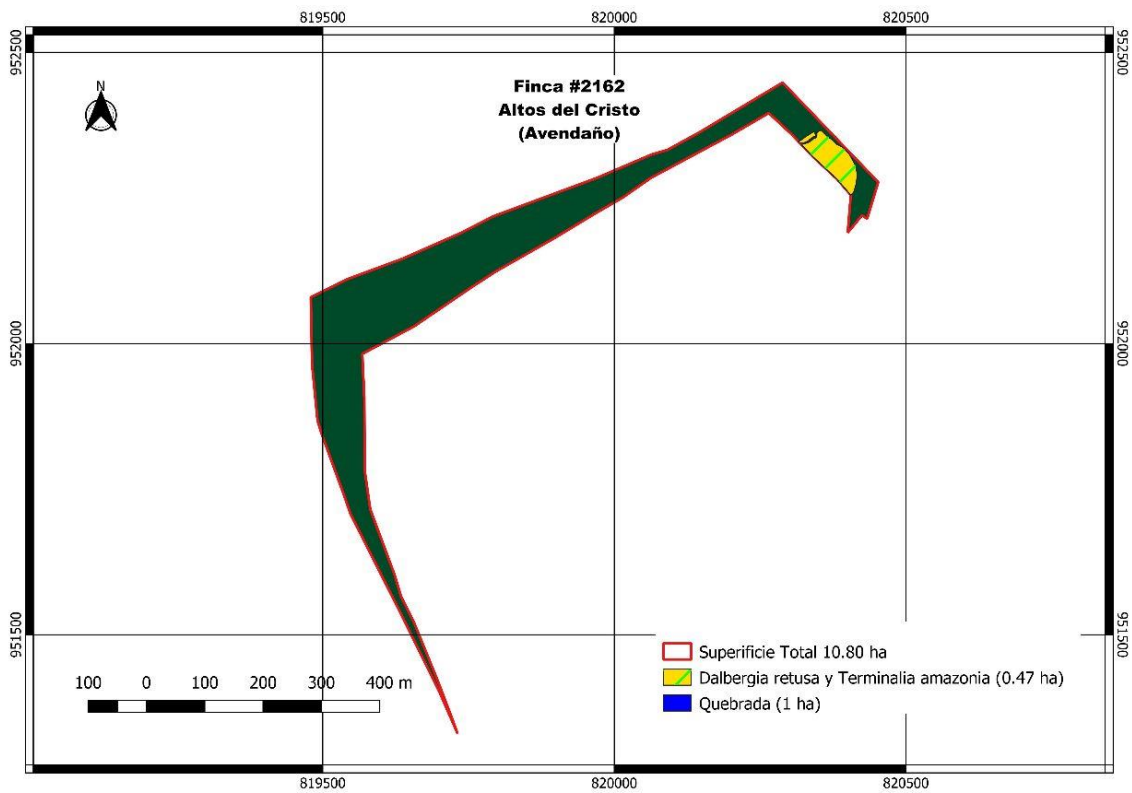 819500 820000 820500
952500 952500
N
Finca #2162
Altos del Cristo
(Avendaño)
952000 952000
951500 951500
Superificie Total 10.80 ha
100 0 100 200 300 400 m
Dalbergia retusa y Terminalia amazonia (0.47 ha)
Quebrada (1 ha)
819500 820000 820500